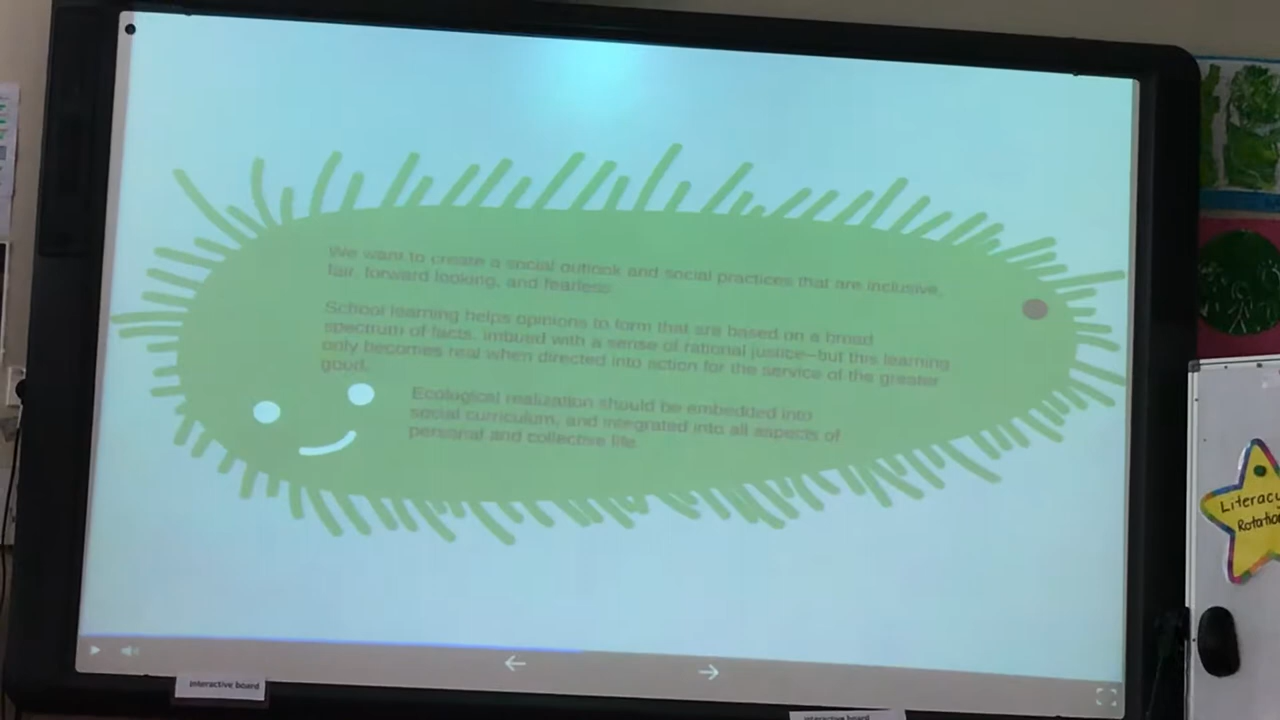 We want to create a social outlook and social practices that are inclusive,
fair, forward looking, and fearless
School learning helps opinions to form that are based on a broad
spectrum of facts, imbued with a sense of rational justice—but this learning
only becomes real when directed into action for the service of the greater
good.
Ecological realization should be embedded into
social curriculum, and integrated into all aspects of
personal and collective life
Literacy
Rotation
interactive board
interactive board